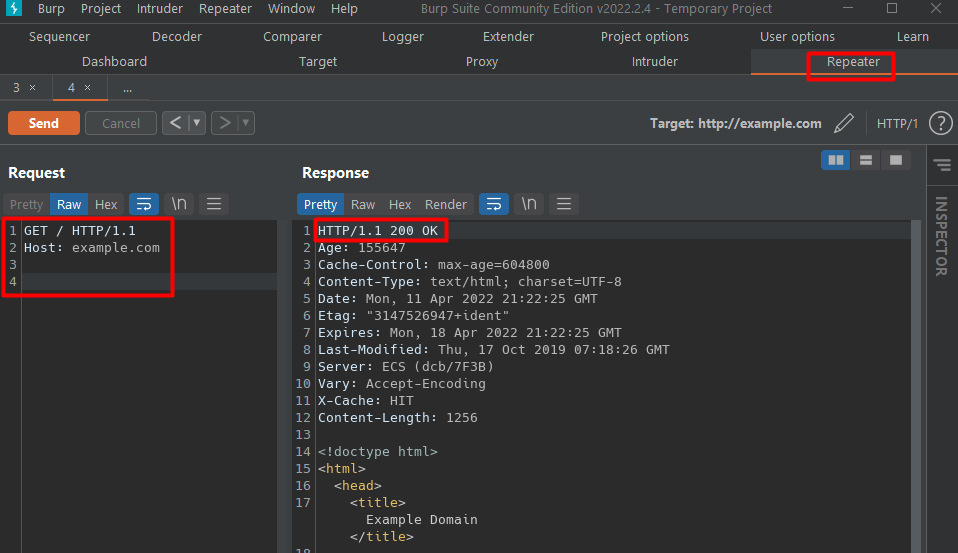 Burp Project Intruder Repeater Window Help Burp Suite Community Edition v2022.2.4 - Temporary Project
Sequencer Decoder Comparer Logger Extender Project options User options Learn
Dashboard Target Proxy Intruder Repeater
3 × 4 × ...
Send Cancel < > Target: http://example.com HTTP/1 ?
Request Response
Pretty Raw Hex \n Pretty Raw Hex Render \n
INSPECTOR
1 GET / HTTP/1.1
2 Host: example.com
3
4
1 HTTP/1.1 200 OK
2 Age: 155647
3 Cache-Control: max-age=604800
4 Content-Type: text/html; charset=UTF-8
5 Date: Mon, 11 Apr 2022 21:22:25 GMT
6 Etag: "3147526947+ident"
7 Expires: Mon, 18 Apr 2022 21:22:25 GMT
8 Last-Modified: Thu, 17 Oct 2019 07:18:26 GMT
9 Server: ECS (dcb/7F3B)
10 Vary: Accept-Encoding
11 X-Cache: HIT
12 Content-Length: 1256
13
14 <!doctype html>
15 <html>
16 <head>
17 <title>
Example Domain
</title>